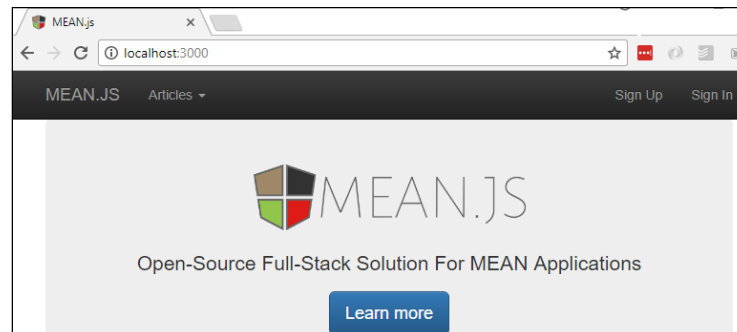 MEAN.js
localhost:3000
MEAN.JS Articles Sign Up Sign In
MEAN.JS
Open-Source Full-Stack Solution For MEAN Applications
Learn more